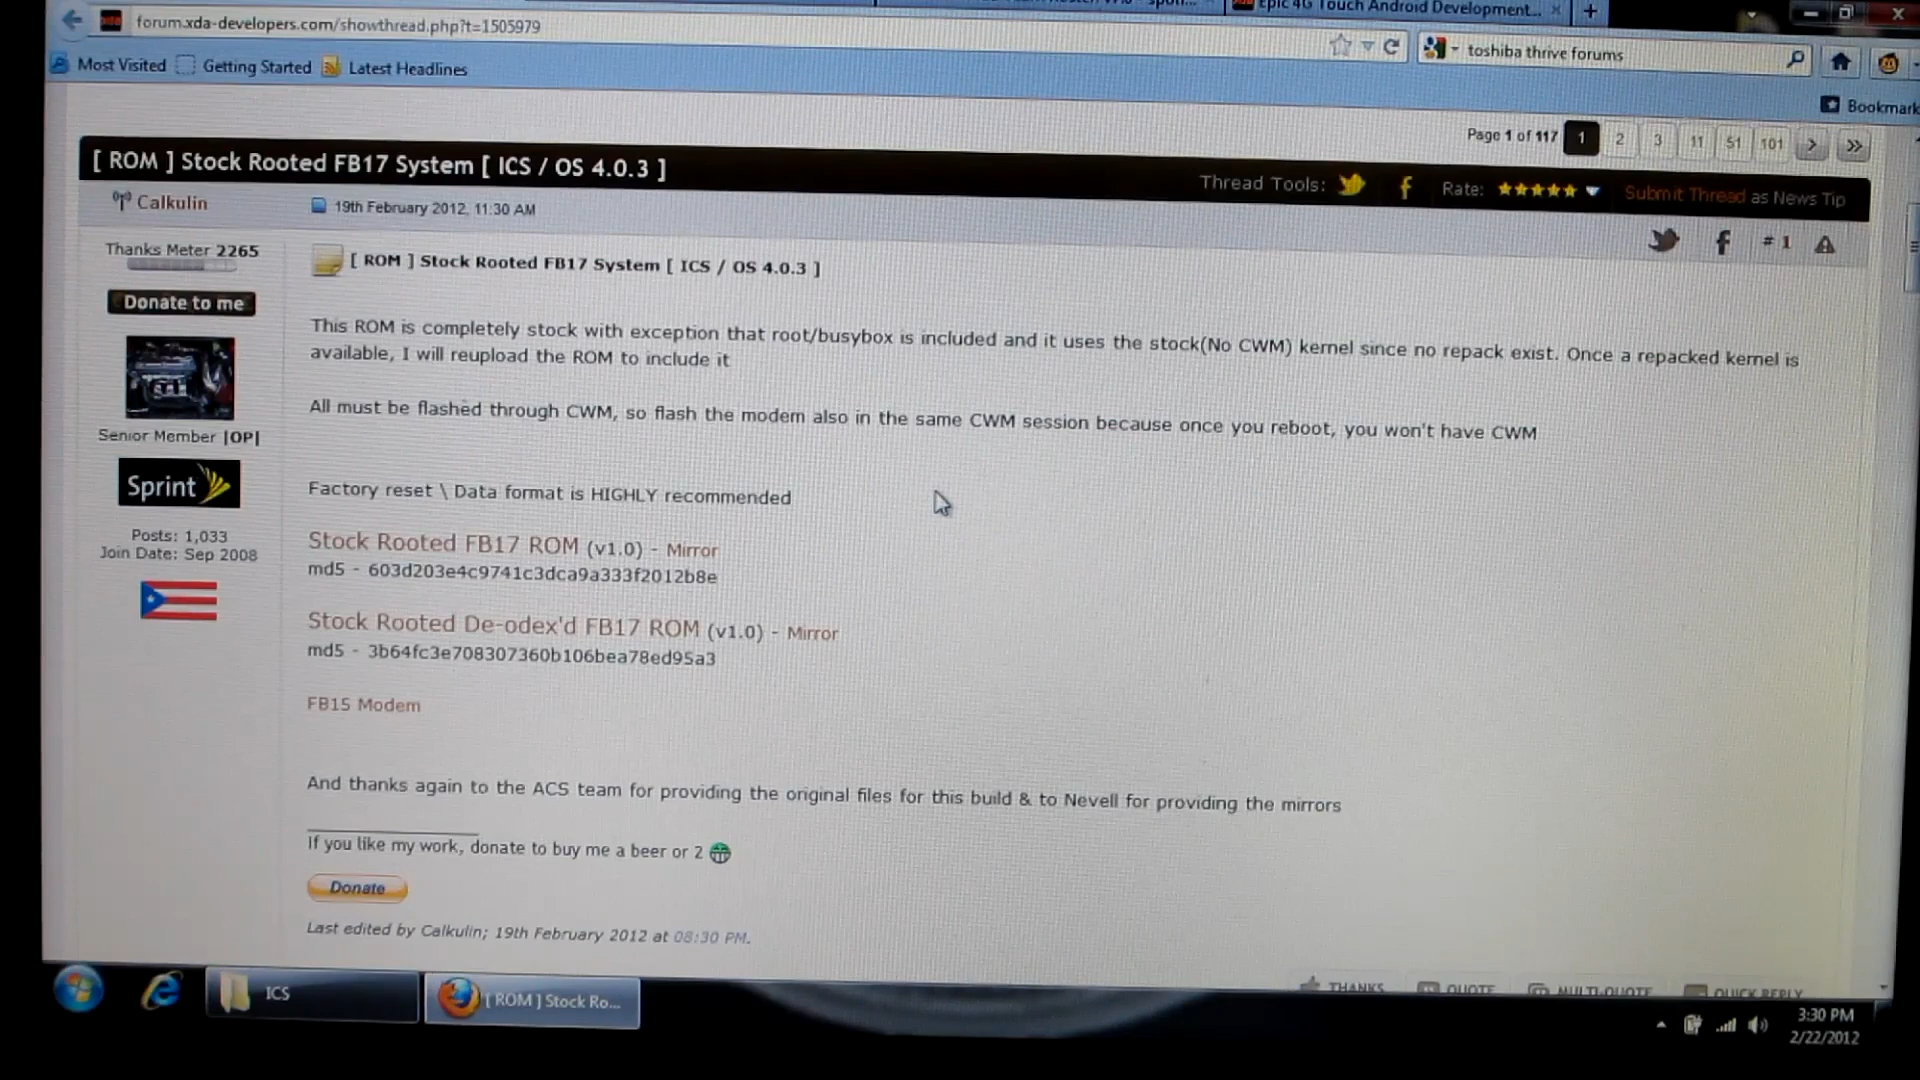 Epic 4G Touch Android Development...
forum.xda-developers.com/showthread.php?t=1505979
toshiba thrive forums
Most Visited Getting Started Latest Headlines
Bookmark
Page 1 of 117 1 2 3 11 51 101 > >>
[ ROM ] Stock Rooted FB17 System [ ICS / OS 4.0.3 ]
Thread Tools: Rate: Submit Thread as News Tip
Calkulin
19th February 2012, 11:30 AM
# 1
Thanks Meter 2265
Donate to me
Senior Member |OP|
Sprint
Posts: 1,033
Join Date: Sep 2008
[ ROM ] Stock Rooted FB17 System [ ICS / OS 4.0.3 ]
This ROM is completely stock with exception that root/busybox is included and it uses the stock(No CWM) kernel since no repack exist. Once a repacked kernel is
available, I will reupload the ROM to include it
All must be flashed through CWM, so flash the modem also in the same CWM session because once you reboot, you won't have CWM
Factory reset \ Data format is HIGHLY recommended
Stock Rooted FB17 ROM (v1.0) - Mirror
md5 - 603d203e4c9741c3dca9a333f2012b8e
Stock Rooted De-odex'd FB17 ROM (v1.0) - Mirror
md5 - 3b64fc3e708307360b106bea78ed95a3
FB15 Modem
And thanks again to the ACS team for providing the original files for this build & to Nevell for providing the mirrors
If you like my work, donate to buy me a beer or 2
Donate
Last edited by Calkulin; 19th February 2012 at 08:30 PM.
THANKS QUOTE MULTI-QUOTE QUICK REPLY
ICS
[ ROM ] Stock Ro...
3:30 PM
2/22/2012